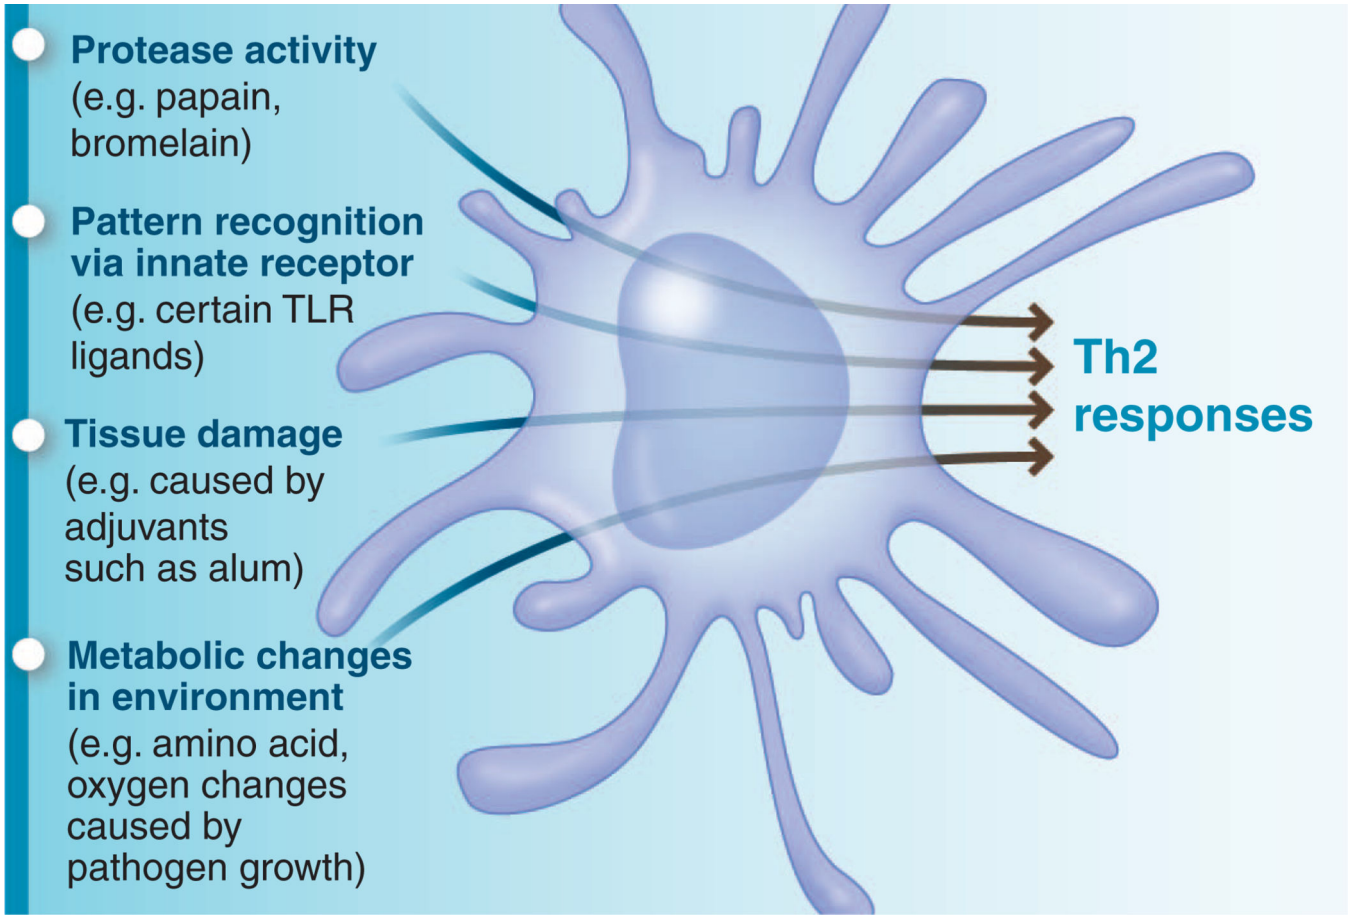 Protease activity
(e.g. papain,
bromelain)
Pattern recognition
via innate receptor
(e.g. certain TLR
ligands)
Tissue damage
(e.g. caused by
adjuvants
such as alum)
Metabolic changes
in environment
(e.g. amino acid,
oxygen changes
caused by
pathogen growth)
Th2
responses